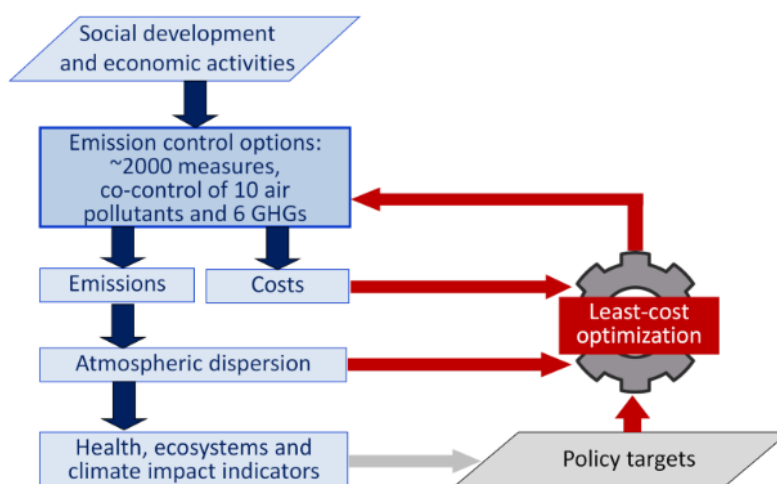 Social development
and economic activities
Emission control options:
~2000 measures,
co-control of 10 air
pollutants and 6 GHGs
Emissions
Costs
Least-cost
optimization
Atmospheric dispersion
Health, ecosystems and
climate impact indicators
Policy targets